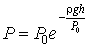 P = P₀e^(-ρgh/P₀)